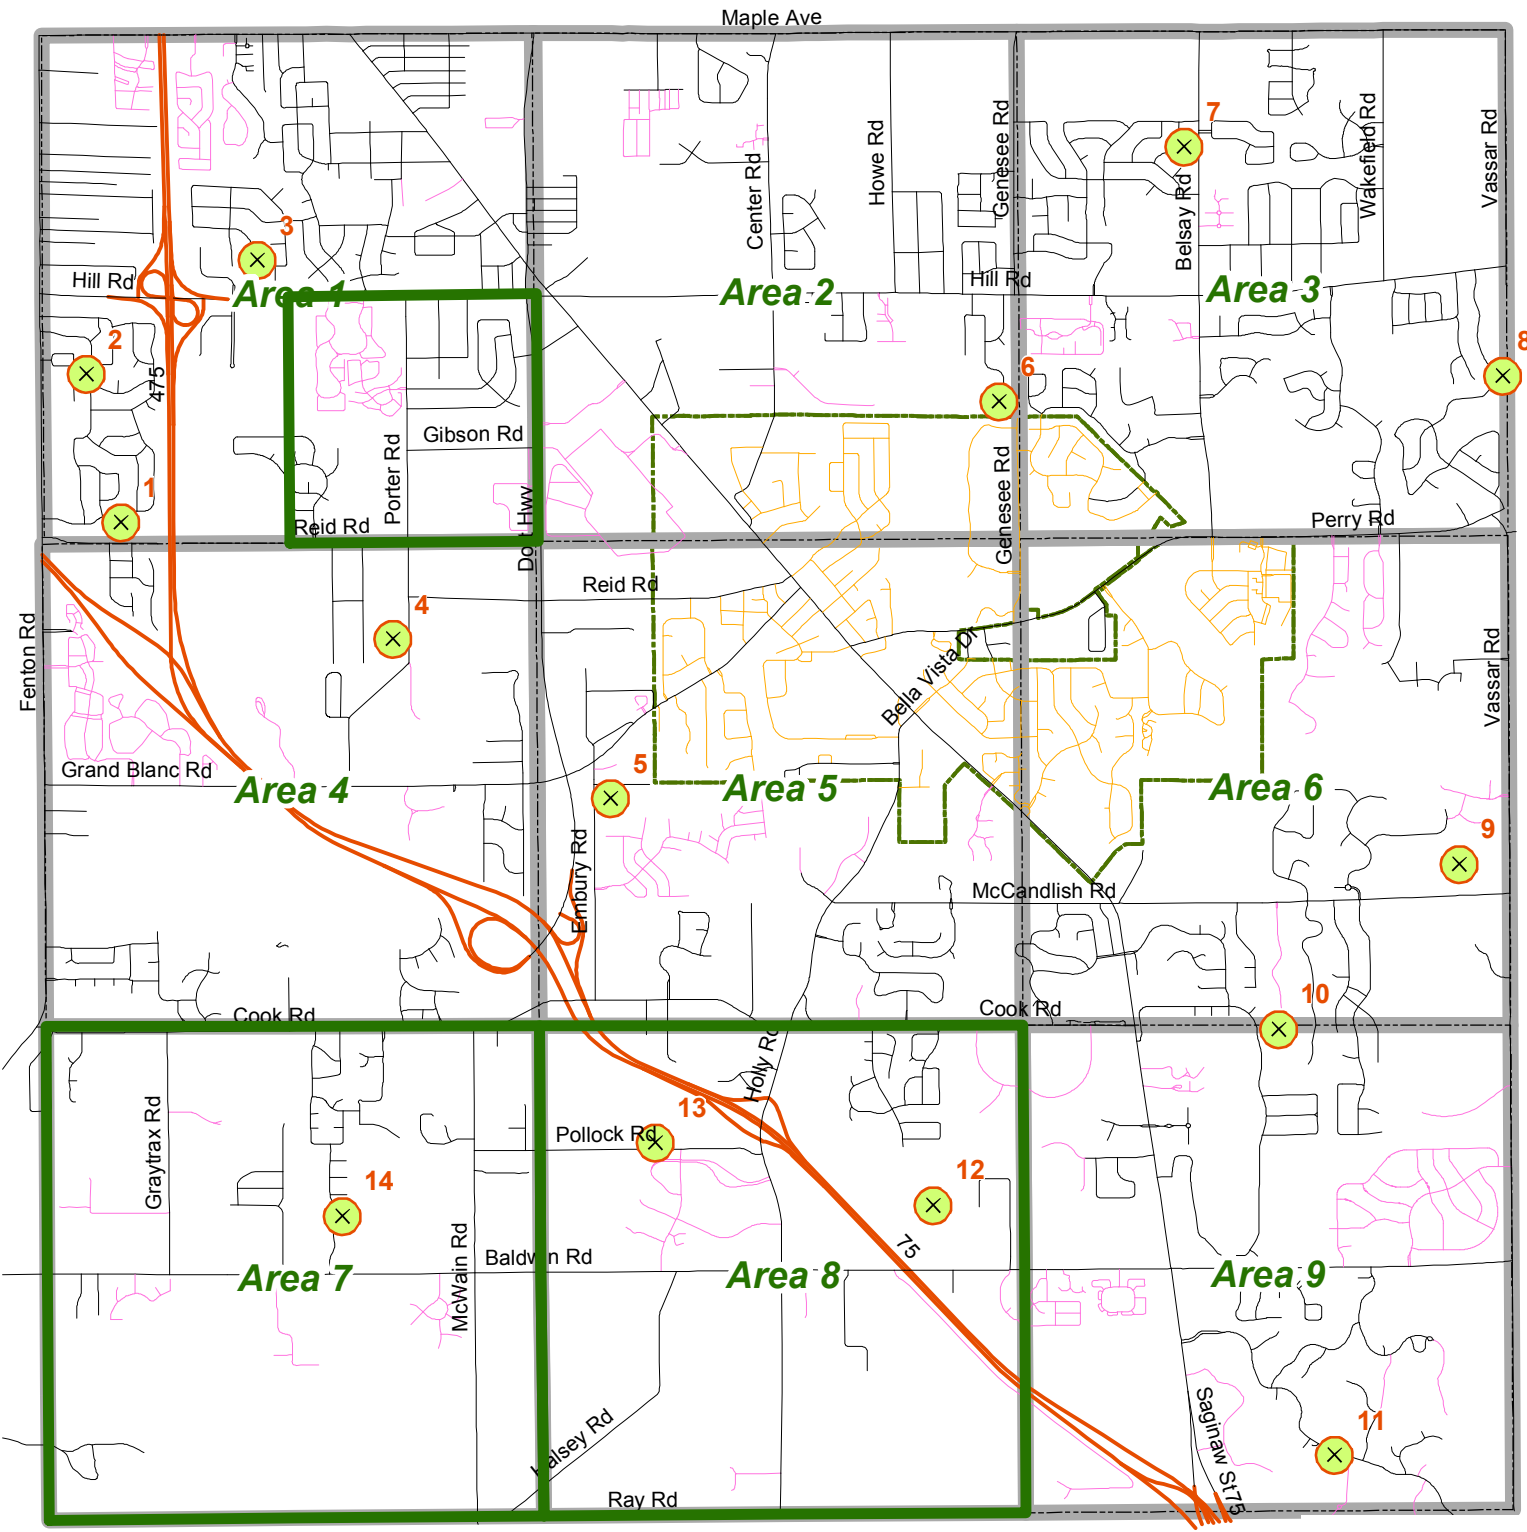 Maple Ave
7
Genesee Rd
Wakefield Rd
Vassar Rd
Howe Rd
Center Rd
Belsay Rd
3
Hill Rd
Area 1
Area 2
Hill Rd
Area 3
2
475
6
8
Gibson Rd
Porter Rd
1
Reid Rd
Dort Hwy
Genesee Rd
Perry Rd
Reid Rd
4
Fenton Rd
Bella Vista Dr
Vassar Rd
Grand Blanc Rd
Area 4
5
Area 5
Area 6
9
Embury Rd
McCandlish Rd
10
Cook Rd
Cook Rd
Holly Rd
13
Graytrax Rd
Pollock Rd
14
12
McWain Rd
Baldwin Rd
75
Area 7
Area 8
Area 9
Saginaw St
75
11
Halsey Rd
Ray Rd